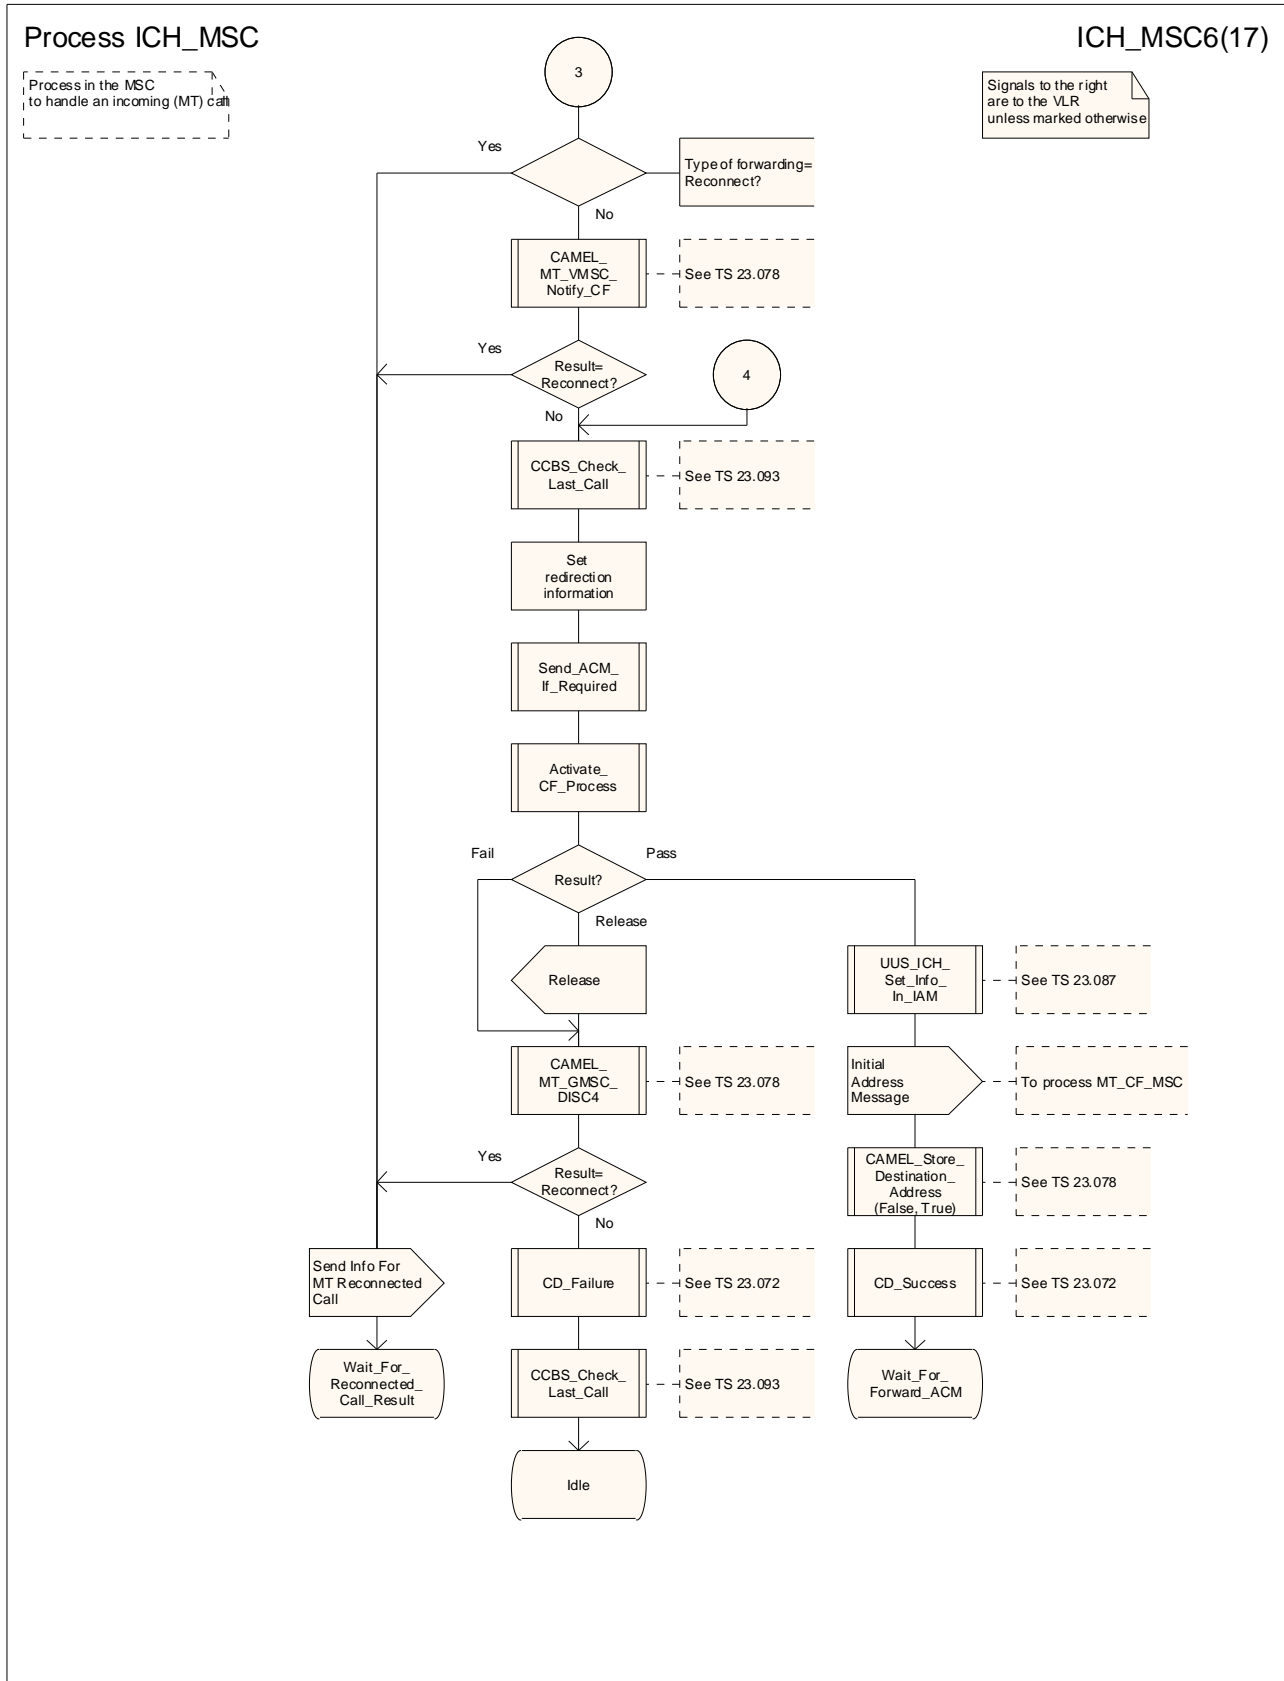 Process ICH_MSC
ICH_MSC6(17)
Process in the MSC
to handle an incoming (MT) call
Signals to the right
are to the VLR
unless marked otherwise
3
Yes
Type of forwarding=
Reconnect?
No
CAMEL_
MT_VMSC_
Notify_CF
See TS 23.078
Yes
Result=
Reconnect?
4
No
CCBS_Check_
Last_Call
See TS 23.093
Set
redirection
information
Send_ACM_
If_Required
Activate_
CF_Process
Fail
Pass
Result?
Release
Release
UUS_ICH_
Set_Info_
In_IAM
See TS 23.087
CAMEL_
MT_GMSC_
DISC4
See TS 23.078
Initial
Address
Message
To process MT_CF_MSC
Yes
Result=
Reconnect?
No
CAMEL_Store_
Destination_
Address
(False, True)
See TS 23.078
Send Info For
MT Reconnected
Call
CD_Failure
See TS 23.072
CD_Success
See TS 23.072
Wait_For_
Reconnected_
Call_Result
CCBS_Check_
Last_Call
See TS 23.093
Wait_For_
Forward_ACM
Idle